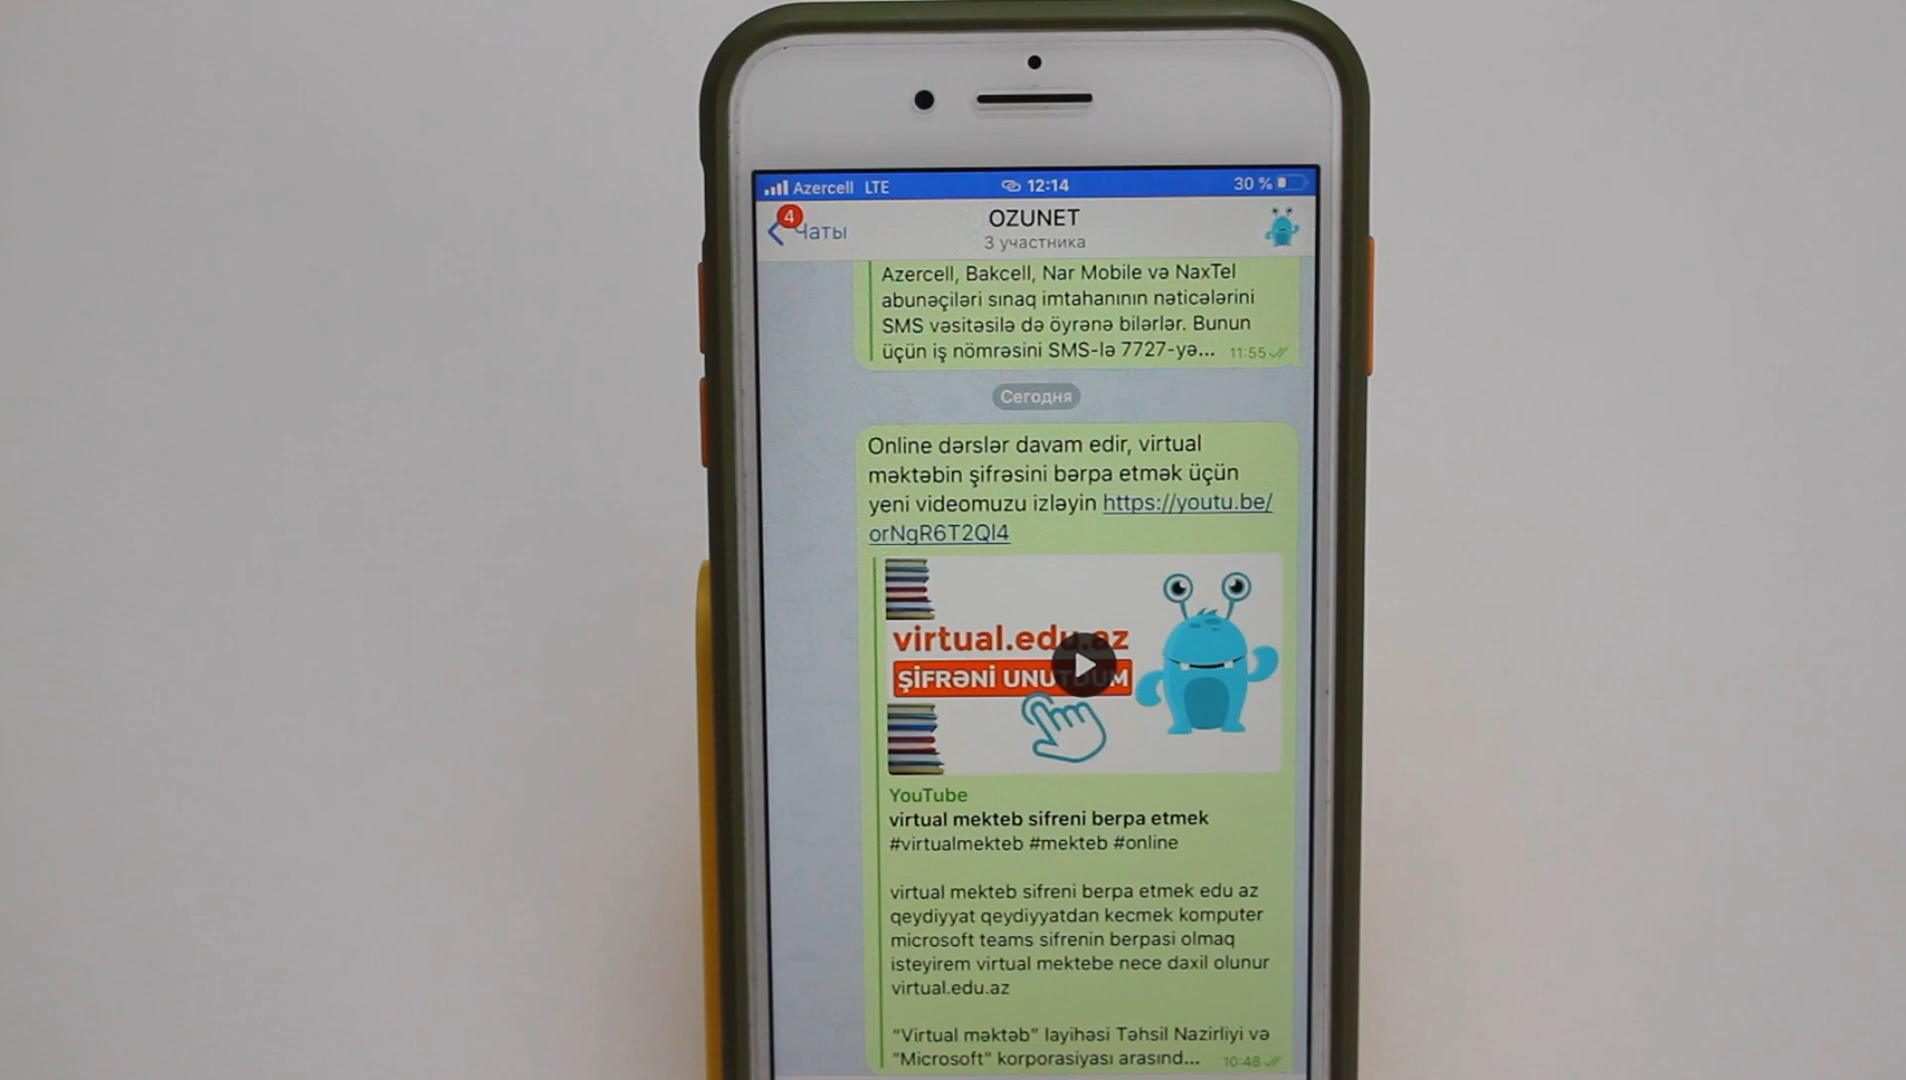 Azercell LTE 12:14 30 %
4 Чаты OZUNET
3 участника
Azercell, Bakcell, Nar Mobile və NaxTel
abunəçiləri sınaq imtahanının nəticələrini
SMS vəsitəsilə də öyrənə bilərlər. Bunun
üçün iş nömrəsini SMS-lə 7727-yə... 11:55
Сегодня
Online dərslər davam edir, virtual
məktəbin şifrəsini bərpa etmək üçün
yeni videomuzu izləyin https://youtu.be/
orNgR6T2QI4
virtual.edu.az
ŞİFRƏNİ UNUTDUM
YouTube
virtual mekteb sifreni berpa etmek
#virtualmekteb #mekteb #online
virtual mekteb sifreni berpa etmek edu az
qeydiyyat qeydiyyatdan kecmek komputer
microsoft teams sifrenin berpasi olmaq
isteyirem virtual mektebe nece daxil olunur
virtual.edu.az
“Virtual məktəb” layihəsi Təhsil Nazirliyi və
"Microsoft" korporasiyası arasınd... 10:48